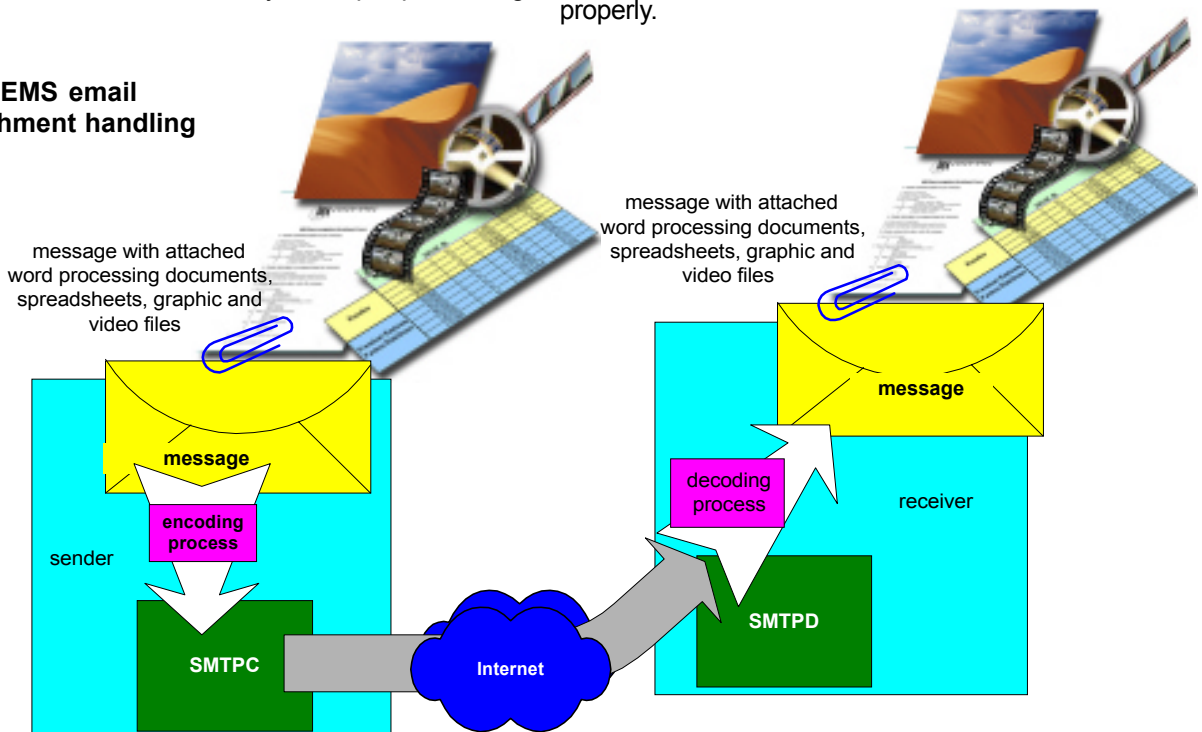 properly.
EMS email
hment handling
message with attached
word processing documents,
spreadsheets, graphic and
video files
message with attached
word processing documents,
spreadsheets, graphic and
video files
message
encoding
process
sender
SMTPC
Internet
message
decoding
process
receiver
SMTPD